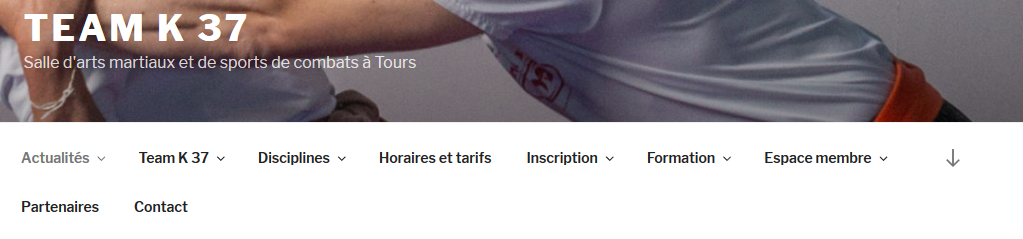 TEAM K 37
Salle d'arts martiaux et de sports de combats à Tours
Actualités Team K 37 Disciplines Horaires et tarifs Inscription Formation Espace membre
Partenaires Contact